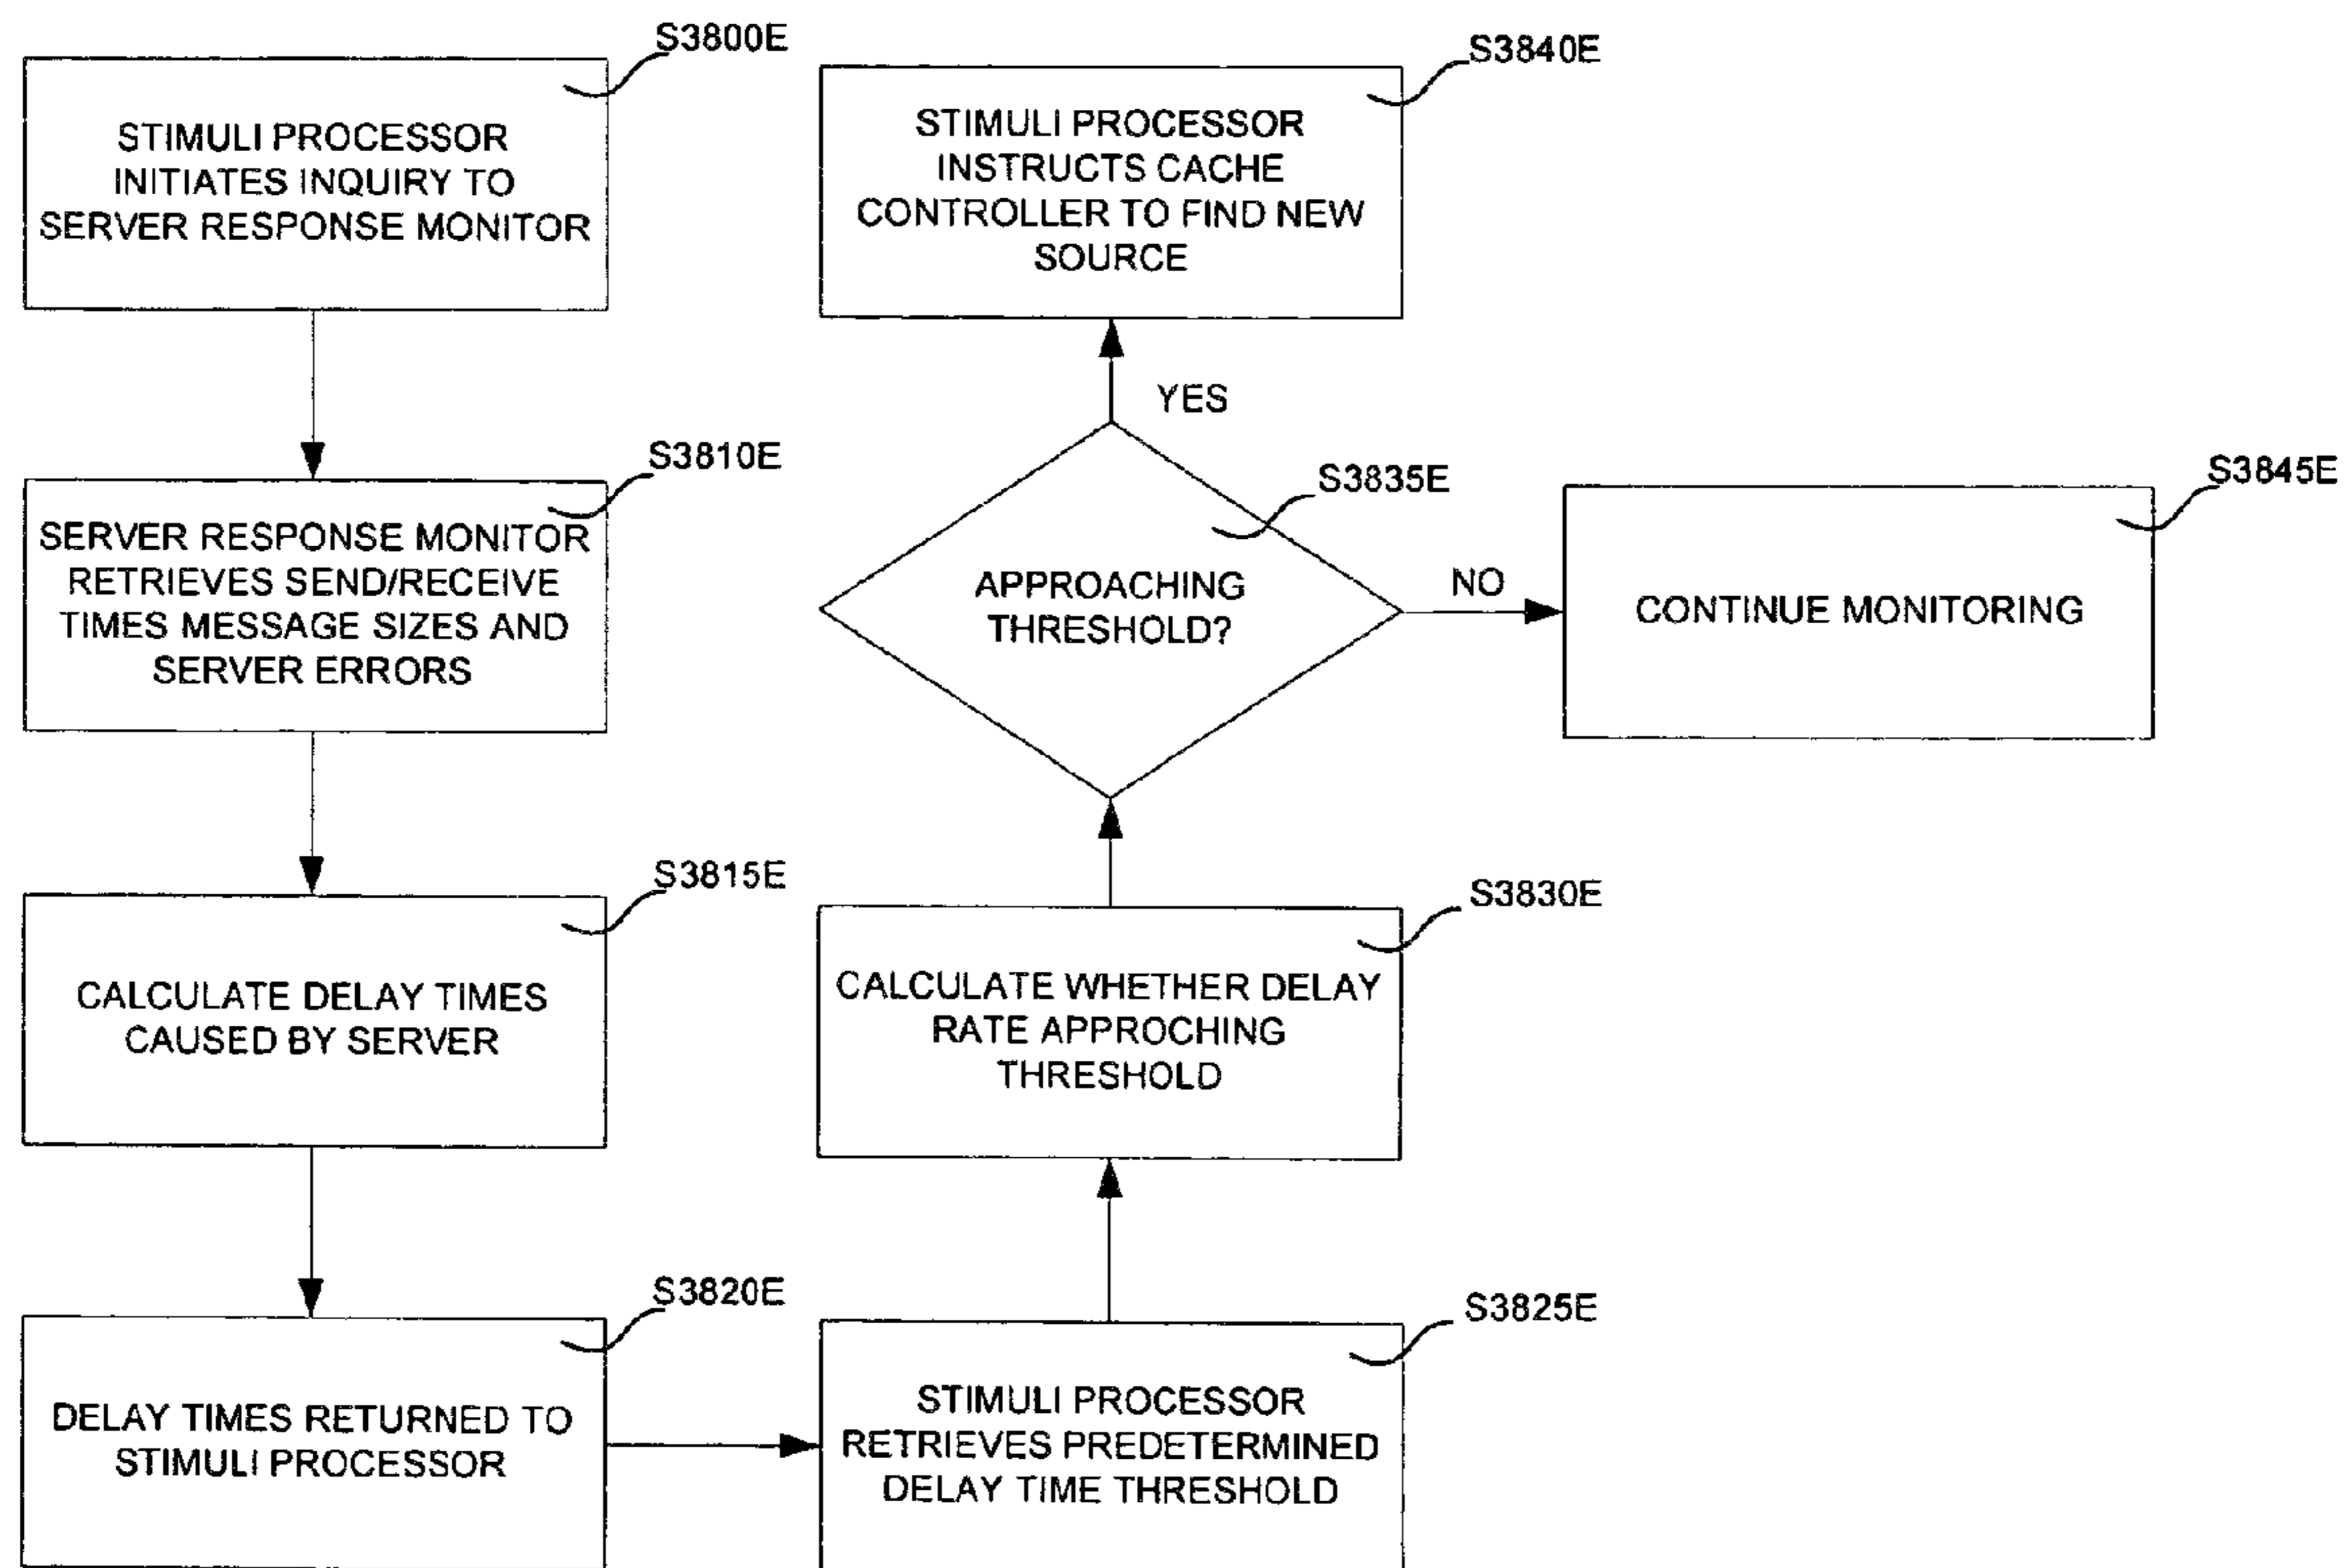 S3800E
STIMULI PROCESSOR
INITIATES INQUIRY TO
SERVER RESPONSE MONITOR
S3810E
SERVER RESPONSE MONITOR
RETRIEVES SEND/RECEIVE
TIMES MESSAGE SIZES AND
SERVER ERRORS
S3815E
CALCULATE DELAY TIMES
CAUSED BY SERVER
S3820E
DELAY TIMES RETURNED TO
STIMULI PROCESSOR
S3825E
STIMULI PROCESSOR
RETRIEVES PREDETERMINED
DELAY TIME THRESHOLD
S3830E
CALCULATE WHETHER DELAY
RATE APPROCHING
THRESHOLD
S3835E
APPROACHING
THRESHOLD?
YES
S3840E
STIMULI PROCESSOR
INSTRUCTS CACHE
CONTROLLER TO FIND NEW
SOURCE
NO
S3845E
CONTINUE MONITORING